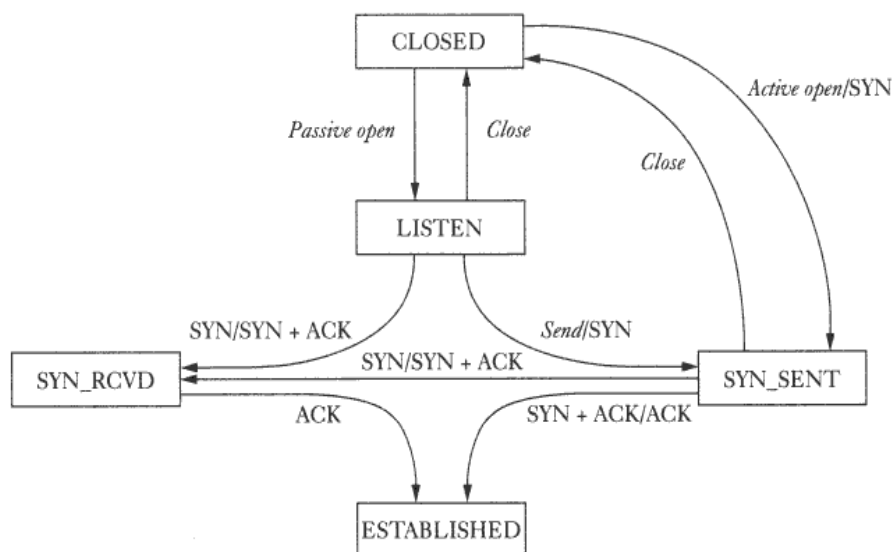 CLOSED
Active open/SYN
Passive open
Close
Close
LISTEN
SYN/SYN + ACK
Send/SYN
SYN/SYN + ACK
SYN_RCVD
SYN_SENT
ACK
SYN + ACK/ACK
ESTABLISHED